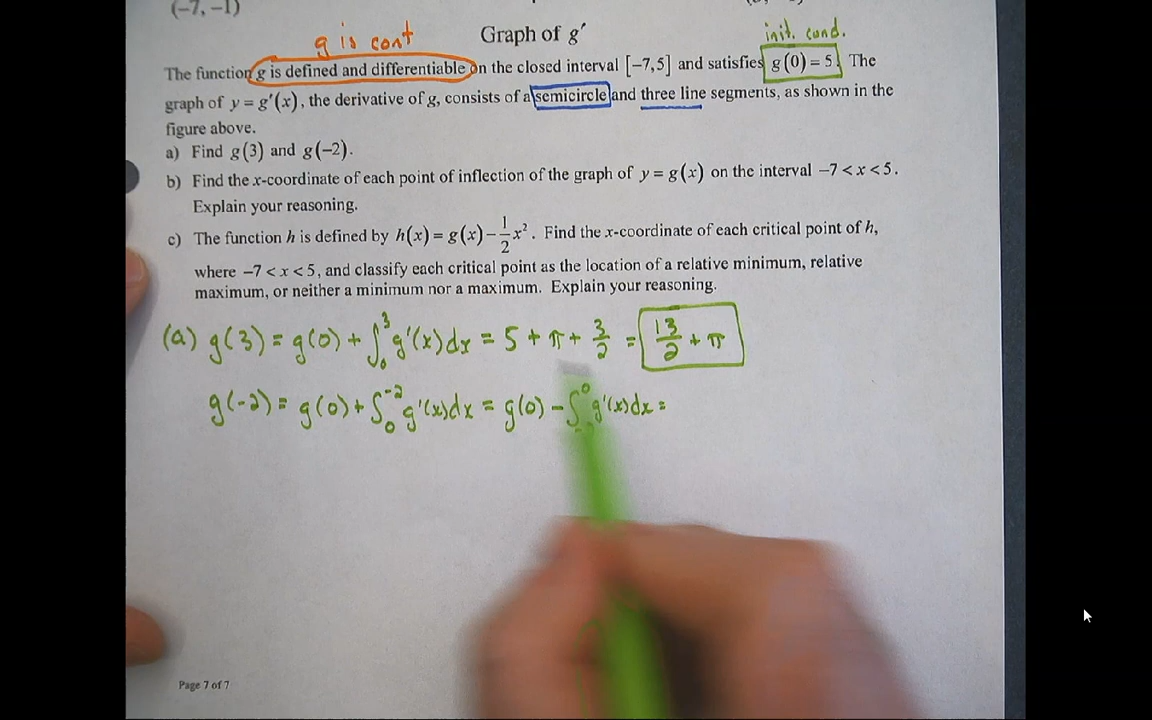 (−7, −1)
g is cont
Graph of g′
init. cond.
The function g is defined and differentiable on the closed interval [−7,5] and satisfies g(0) = 5. The
graph of y = g′(x), the derivative of g, consists of a semicircle and three line segments, as shown in the
figure above.
a) Find g(3) and g(−2).
b) Find the x-coordinate of each point of inflection of the graph of y = g(x) on the interval −7 < x < 5.
Explain your reasoning.
c) The function h is defined by h(x) = g(x) − 1/2 x². Find the x-coordinate of each critical point of h,
where −7 < x < 5, and classify each critical point as the location of a relative minimum, relative
maximum, or neither a minimum nor a maximum. Explain your reasoning.
(a) g(3) = g(0) + ∫₀³ g′(x)dx = 5 + π + 3/2 = 13/2 + π
g(-2) = g(0) + ∫₀⁻² g′(x)dx = g(0) − ∫⁰ g′(x)dx =
Page 7 of 7